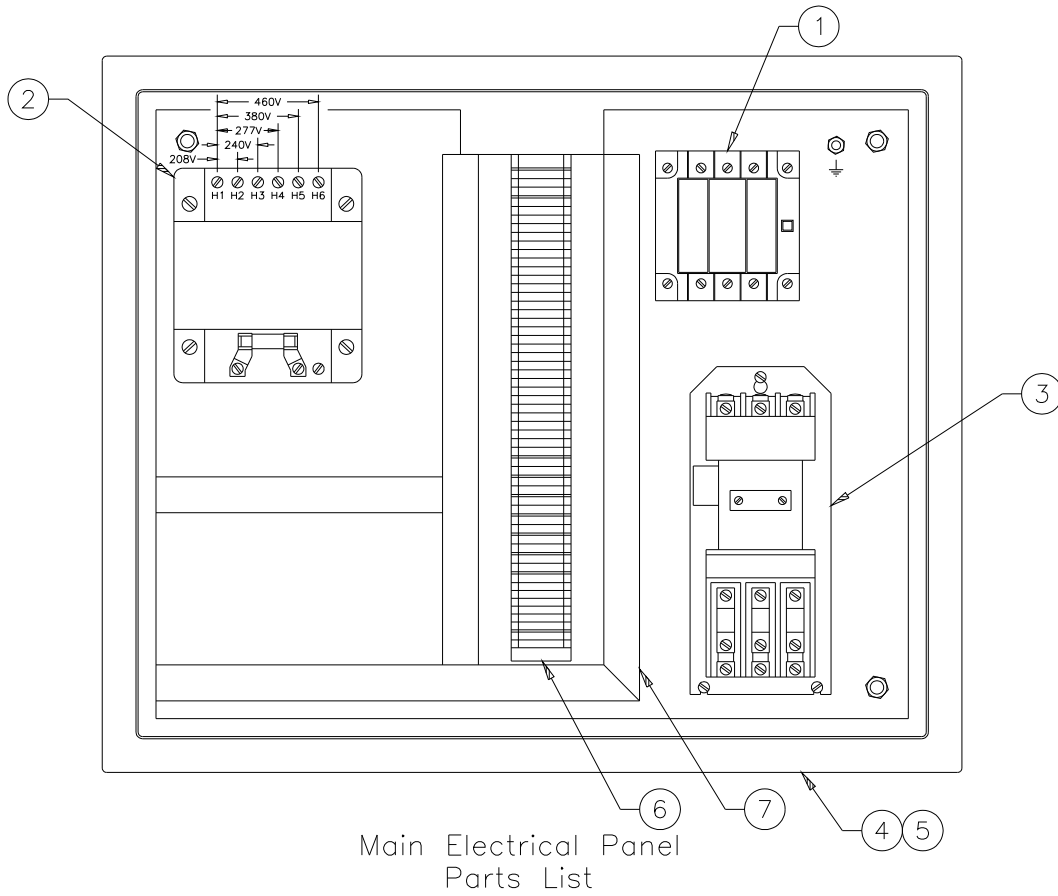 1
2
460V
380V
277V
240V
208V
H1 H2 H3 H4 H5 H6
3
6
7
4 5
Main Electrical Panel
Parts List